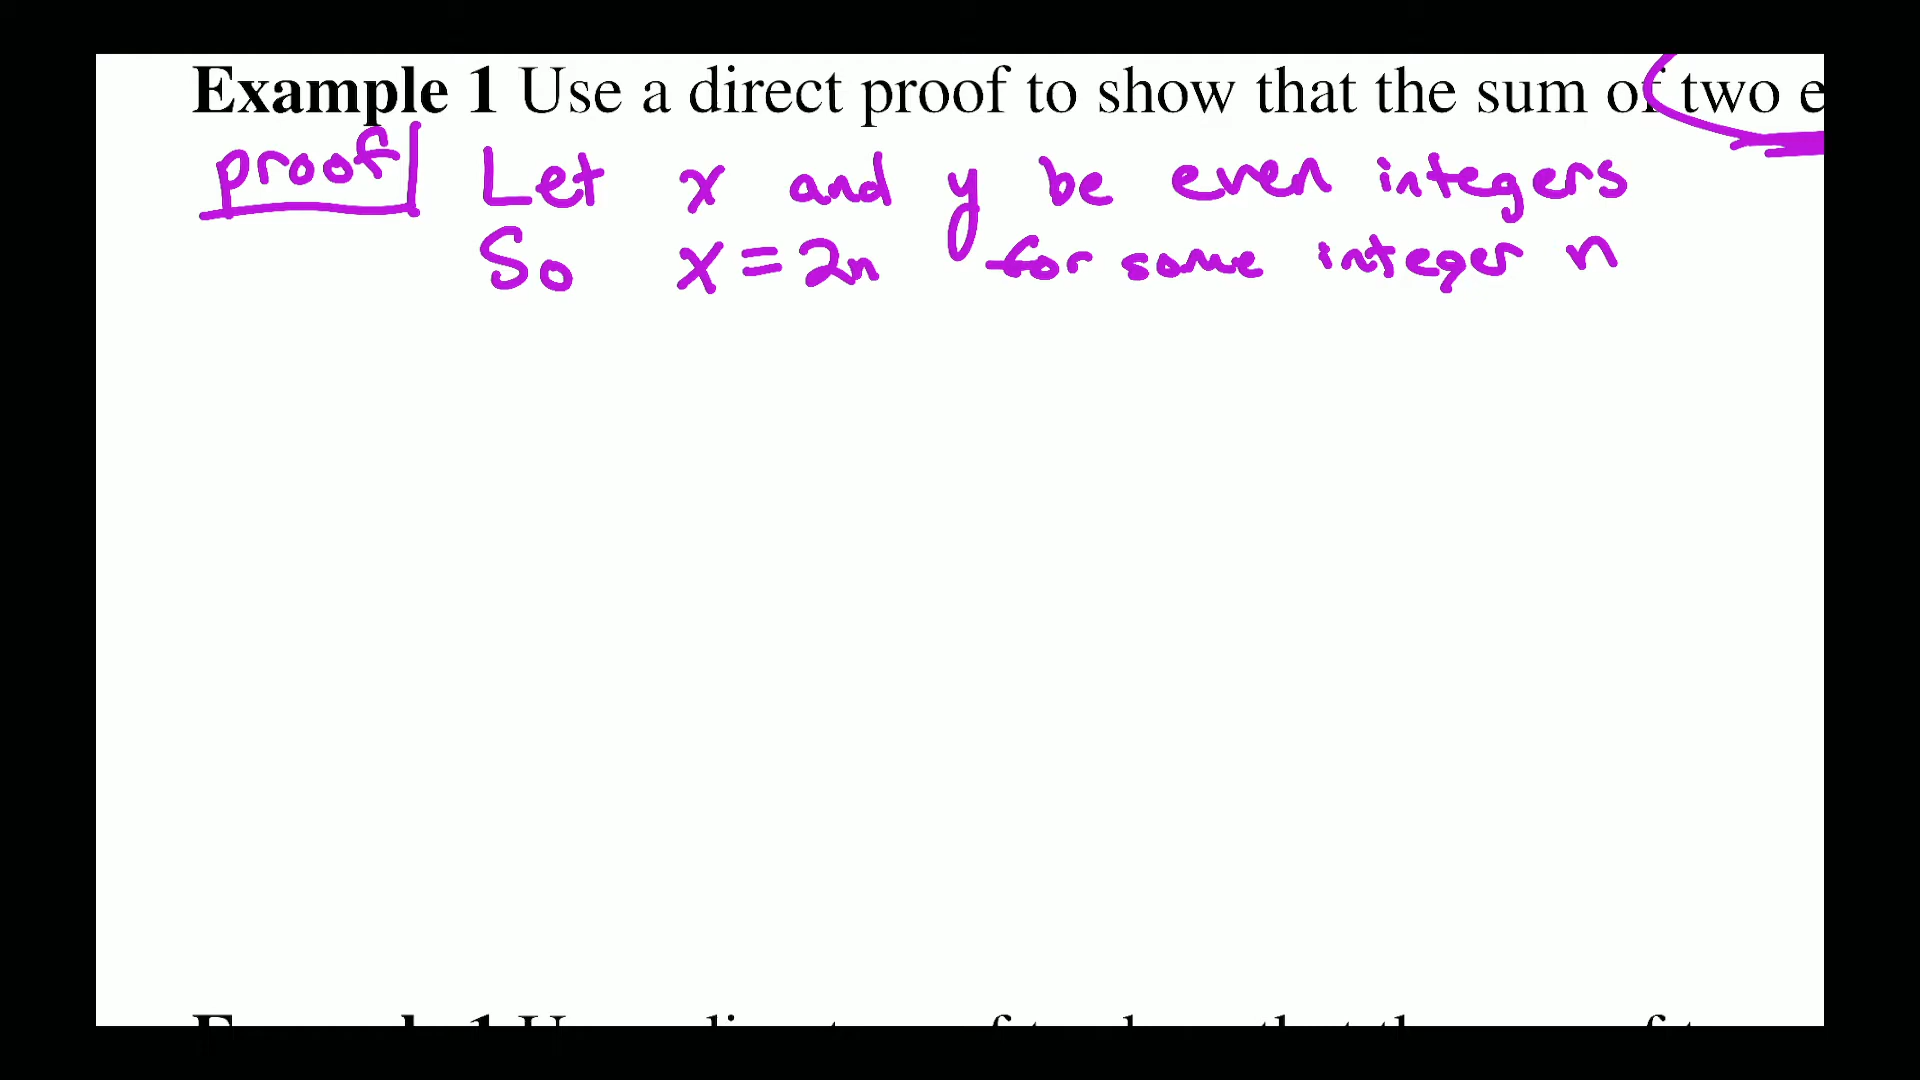 Example 1 Use a direct proof to show that the sum of two e
proof Let x and y be even integers
So x = 2n for some integer n